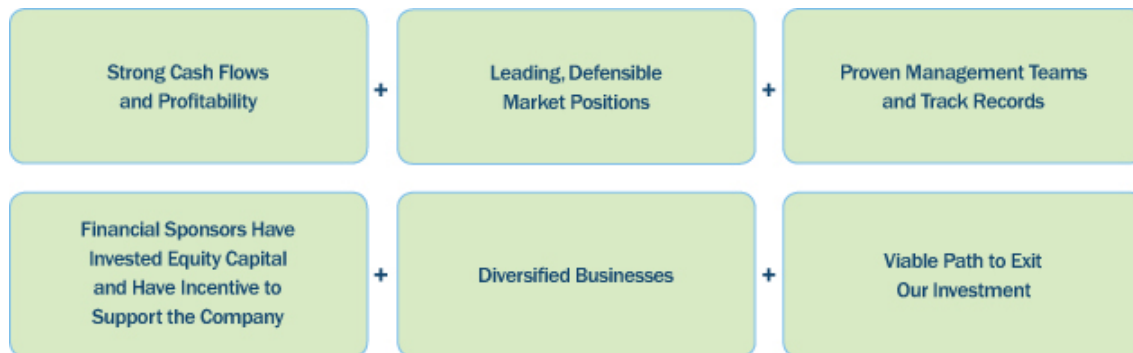 Strong Cash Flows
and Profitability
+
Leading, Defensible
Market Positions
+
Proven Management Teams
and Track Records
Financial Sponsors Have
Invested Equity Capital
and Have Incentive to
Support the Company
+
Diversified Businesses
+
Viable Path to Exit
Our Investment